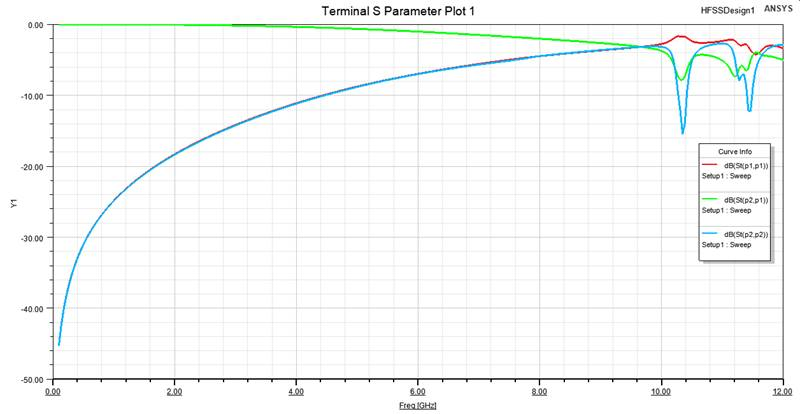 Terminal S Parameter Plot 1
HFSSDesign1
ANSYS
0.00
-10.00
-20.00
-30.00
-40.00
-50.00
Y1
Curve Info
dB(St(p1,p1))
Setup1 : Sweep
dB(St(p2,p1))
Setup1 : Sweep
dB(St(p2,p2))
Setup1 : Sweep
0.00 2.00 4.00 6.00 8.00 10.00 12.00
Freq [GHz]